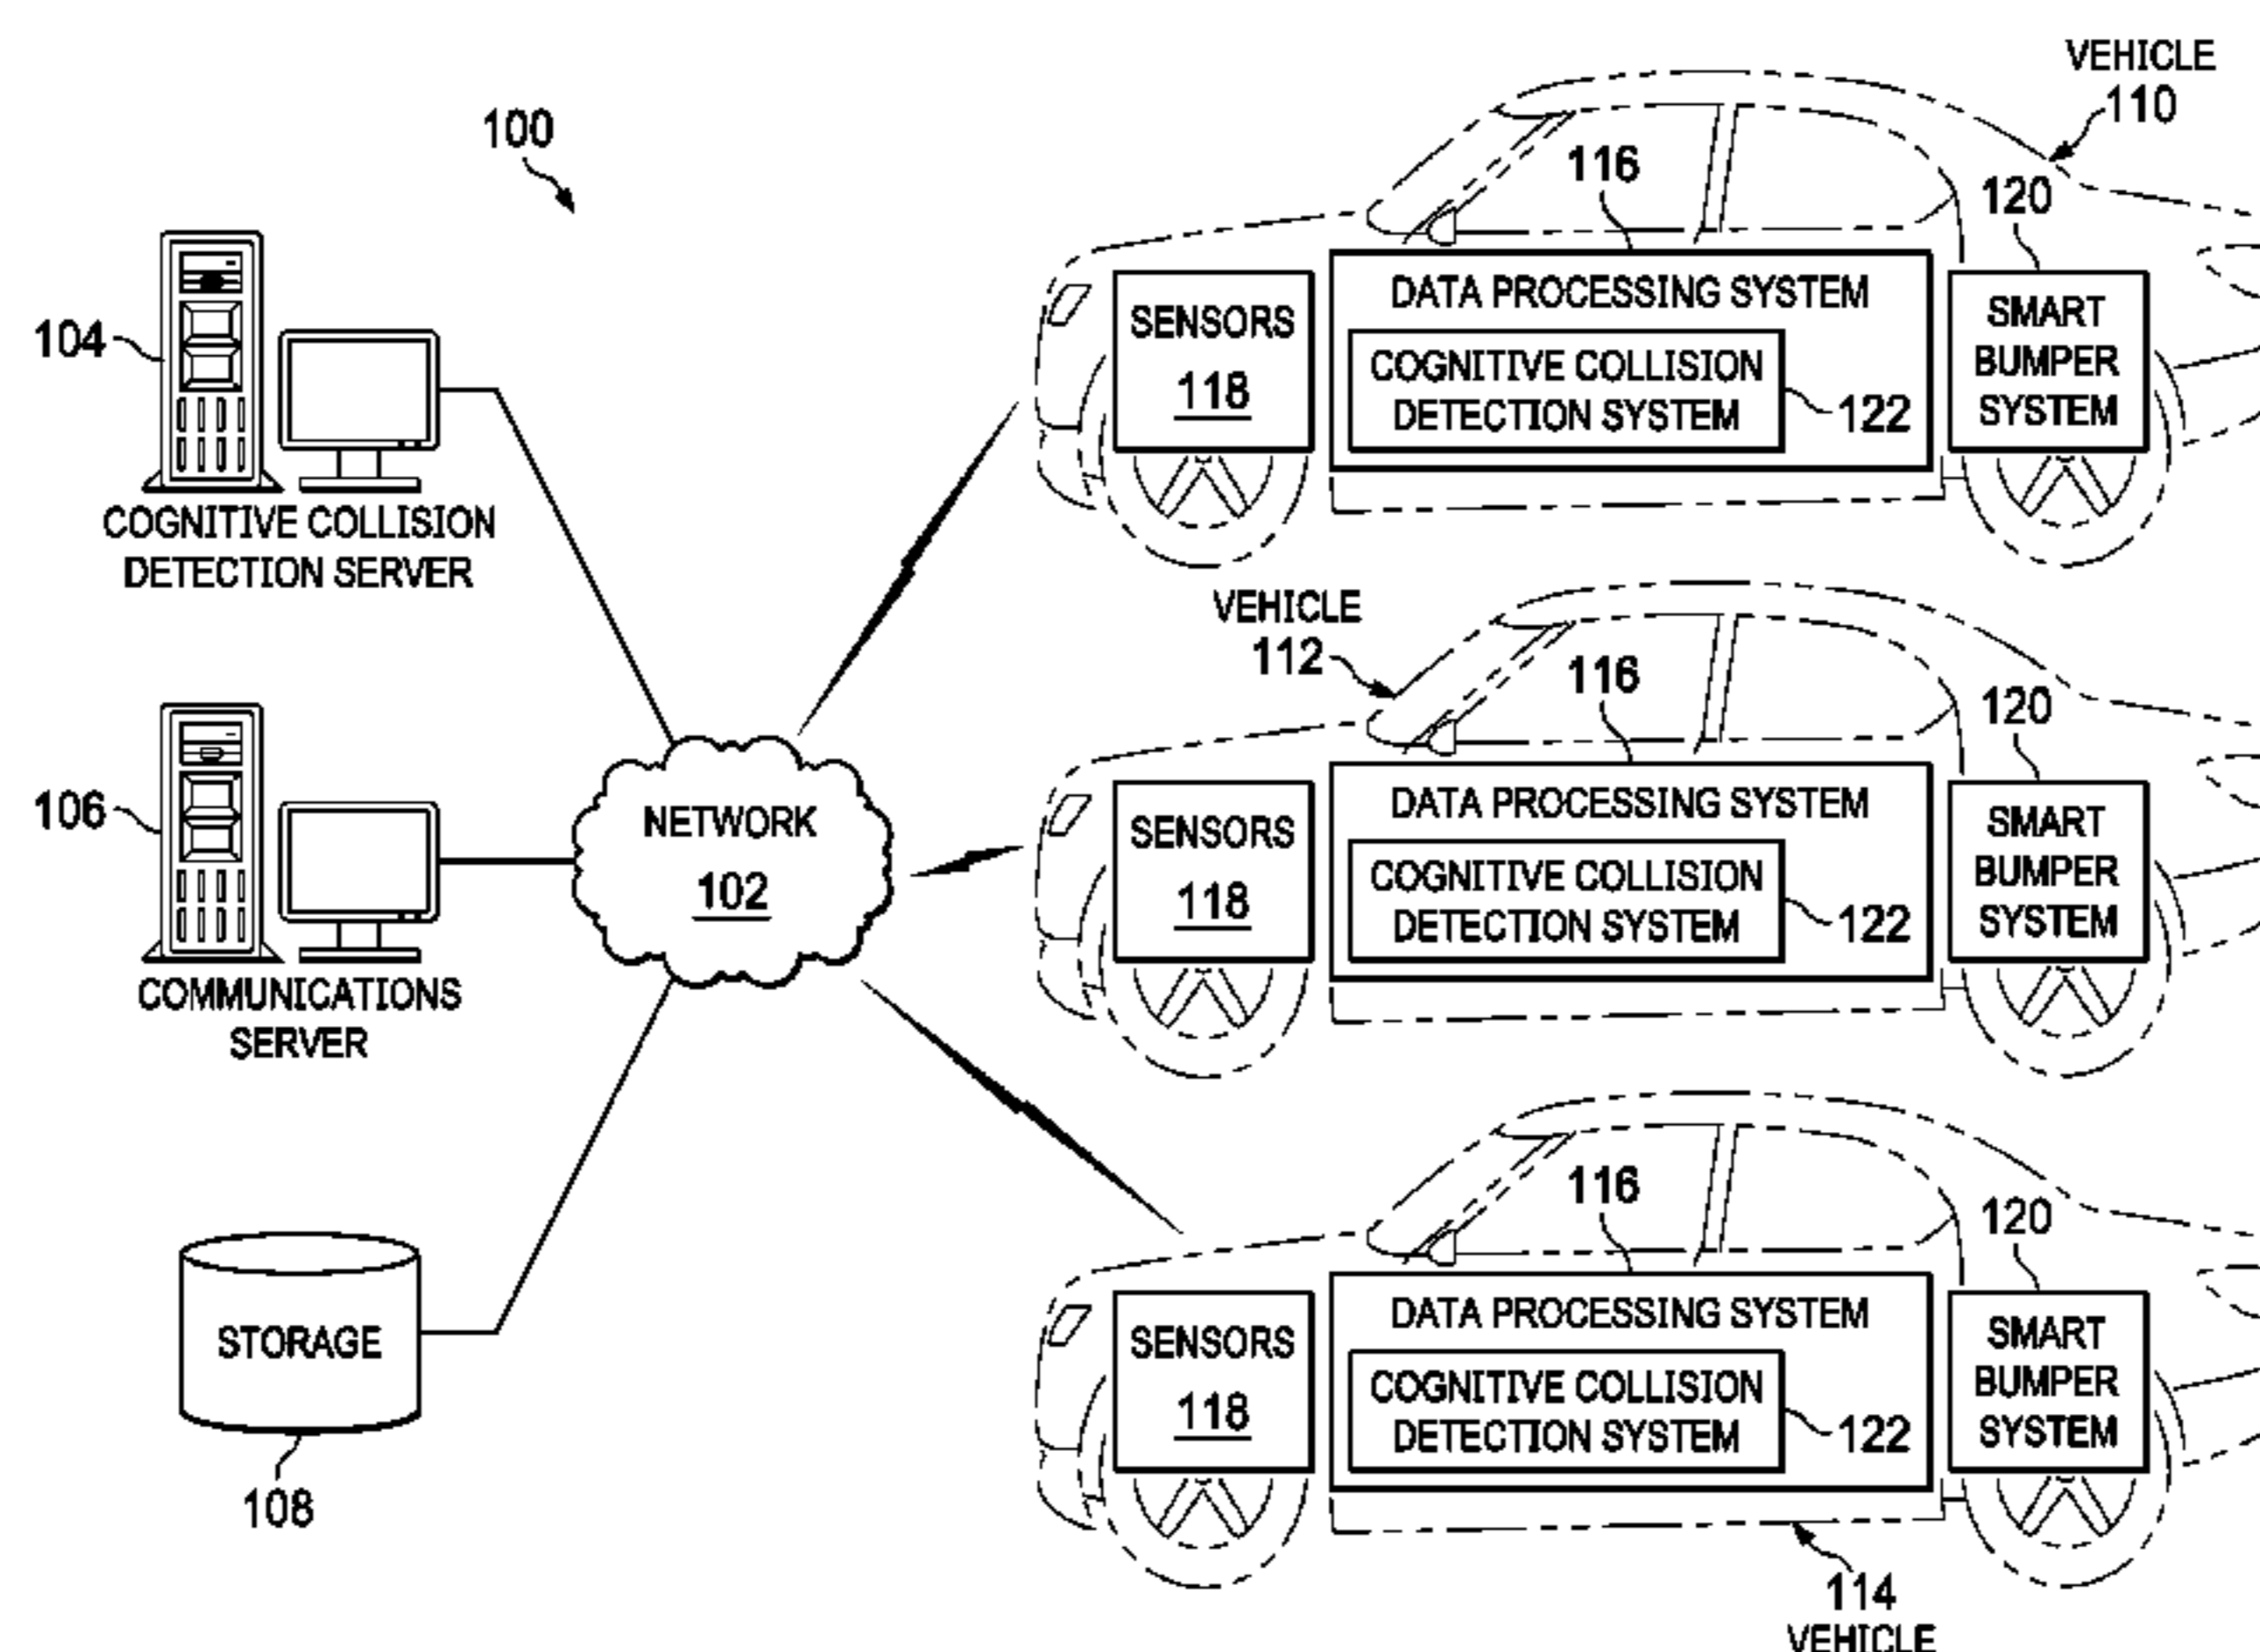 100
104
COGNITIVE COLLISION
DETECTION SERVER
106
COMMUNICATIONS
SERVER
STORAGE
108
NETWORK
102
VEHICLE
110
116
120
SENSORS
118
DATA PROCESSING SYSTEM
COGNITIVE COLLISION
DETECTION SYSTEM
122
SMART
BUMPER
SYSTEM
VEHICLE
112
116
120
SENSORS
118
DATA PROCESSING SYSTEM
COGNITIVE COLLISION
DETECTION SYSTEM
122
SMART
BUMPER
SYSTEM
116
120
SENSORS
118
DATA PROCESSING SYSTEM
COGNITIVE COLLISION
DETECTION SYSTEM
122
SMART
BUMPER
SYSTEM
114
VEHICLE